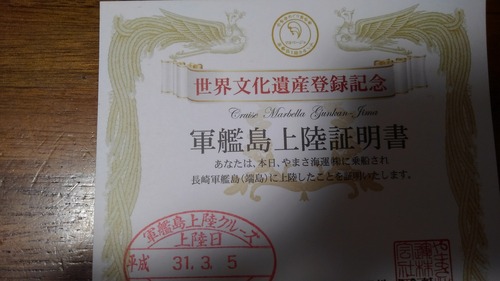 世界文化遺産登録記念
Cruise Marbella Gunkan-Jima
軍艦島上陸証明書
あなたは、本日、やまさ海運㈱に乗船され
長崎軍艦島〈端島〉に上陸したことを証明いたします。
軍艦島上陸クルーズ
上陸日
平成 31.3.5